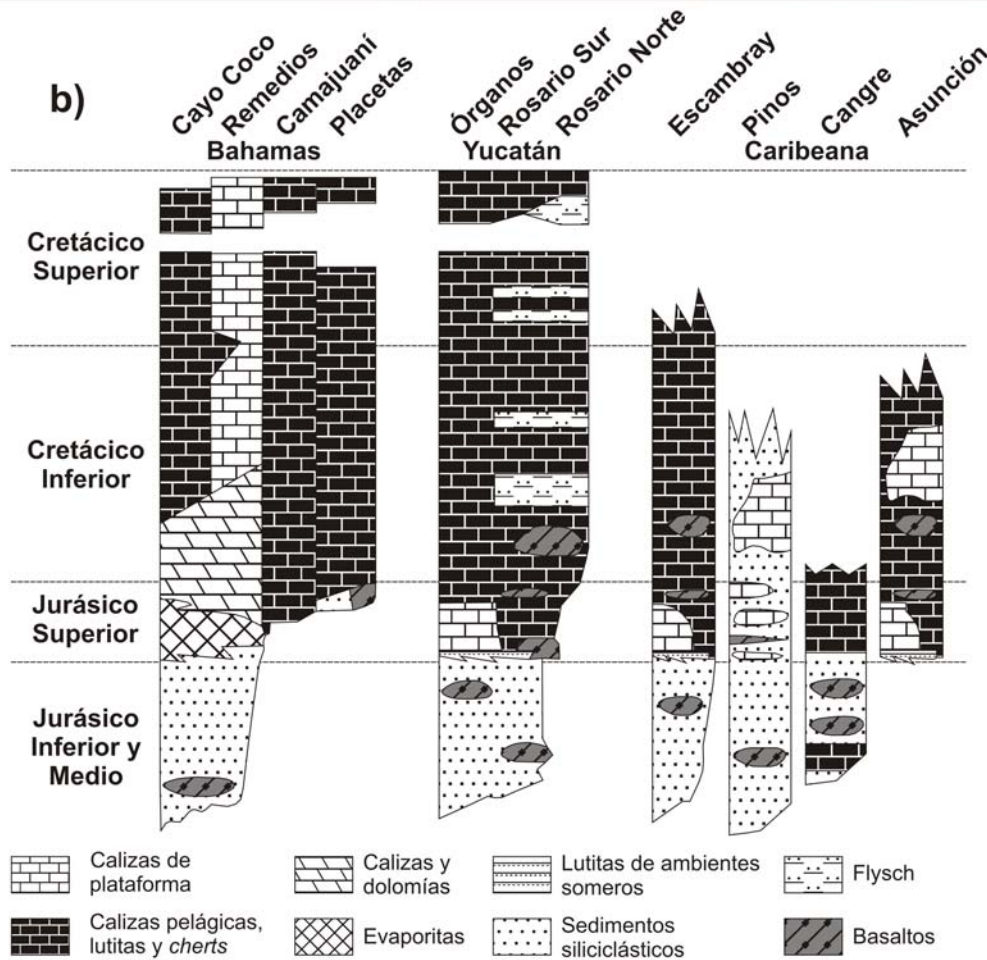 b)
Cayo Coco
Remedios
Camajuaní
Placetas
Órganos
Rosario Sur
Rosario Norte
Escambray
Pinos
Cangre
Asunción
Bahamas
Yucatán
Caribeana
Cretácico
Superior
Cretácico
Inferior
Jurásico
Superior
Jurásico
Inferior y
Medio
Calizas de
plataforma
Calizas y
dolomías
Lutitas de ambientes
someros
Flysch
Calizas pelágicas,
lutitas y cherts
Evaporitas
Sedimentos
siliciclásticos
Basaltos